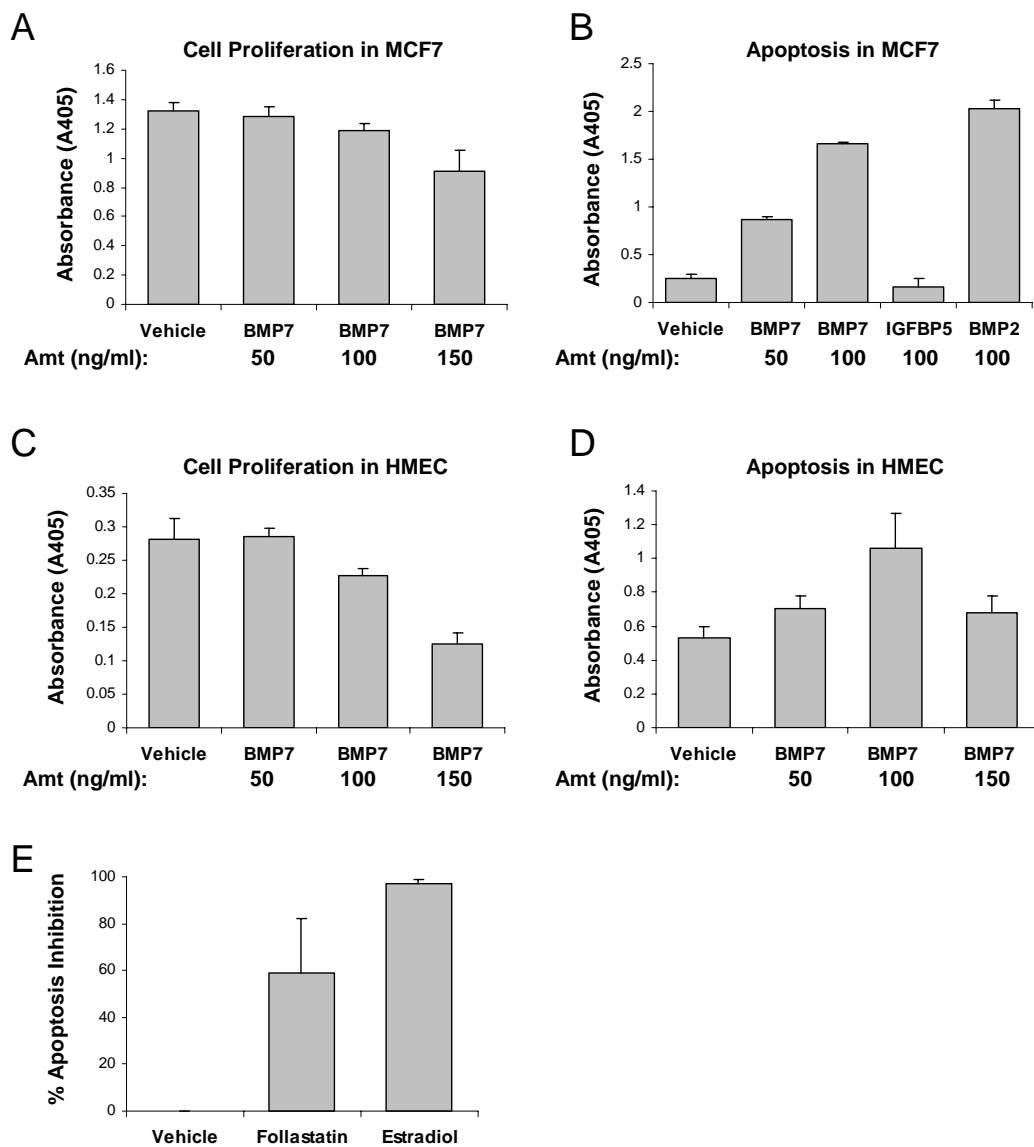 A
Cell Proliferation in MCF7
Absorbance (A405)
1.6
1.4
1.2
1
0.8
0.6
0.4
0.2
0
Vehicle BMP7 BMP7 BMP7
Amt (ng/ml): 50 100 150
B
Apoptosis in MCF7
Absorbance (A405)
2.5
2
1.5
1
0.5
0
Vehicle BMP7 BMP7 IGFBP5 BMP2
Amt (ng/ml): 50 100 100 100
C
Cell Proliferation in HMEC
Absorbance (A405)
0.35
0.3
0.25
0.2
0.15
0.1
0.05
0
Vehicle BMP7 BMP7 BMP7
Amt (ng/ml): 50 100 150
D
Apoptosis in HMEC
Absorbance (A405)
1.4
1.2
1
0.8
0.6
0.4
0.2
0
Vehicle BMP7 BMP7 BMP7
Amt (ng/ml): 50 100 150
E
% Apoptosis Inhibition
100
80
60
40
20
0
Vehicle Follastatin Estradiol